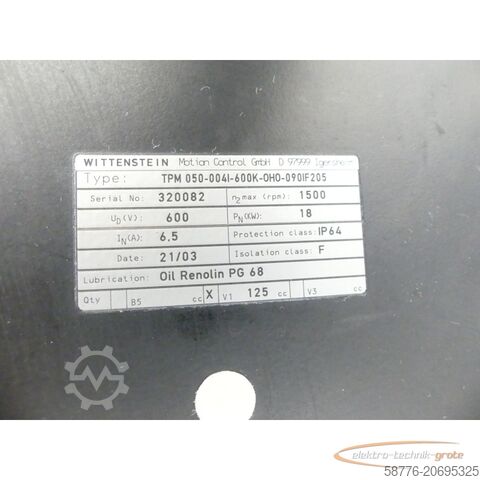 WITTENSTEIN Motion Control GmbH D 97999 Igersheim
Type: TPM 050-004I-600K-0H0-090IF205
Serial No: 320082 n2max (rpm): 1500
UD(V): 600 PN(KW): 18
IN(A): 6.5 Protection class: IP64
Date: 21/03 Isolation class: F
Lubrication: Oil Renolin PG 68
Qty B5 cc X V1 125 cc V3 cc
MACHINERYLINE
elektro-technik-grote
58776-20695325